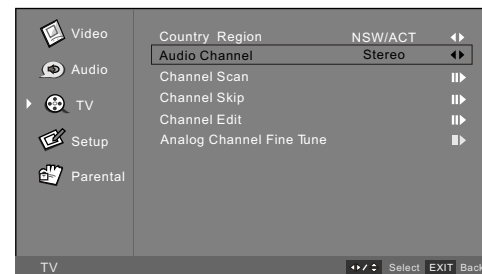 Video
Audio
TV
Setup
Parental
Country Region NSW/ACT
Audio Channel Stereo
Channel Scan
Channel Skip
Channel Edit
Analog Channel Fine Tune
TV
Select EXIT Back